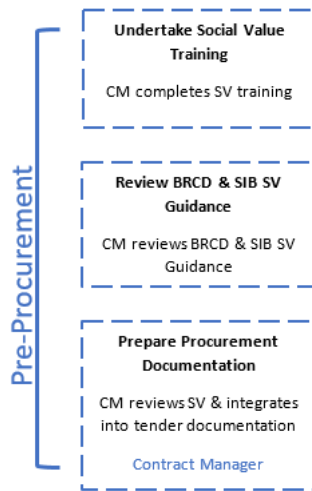 Pre-Procurement
Undertake Social Value
Training
CM completes SV training
Review BRCD & SIB SV
Guidance
CM reviews BRCD & SIB SV
Guidance
Prepare Procurement
Documentation
CM reviews SV & integrates
into tender documentation
Contract Manager